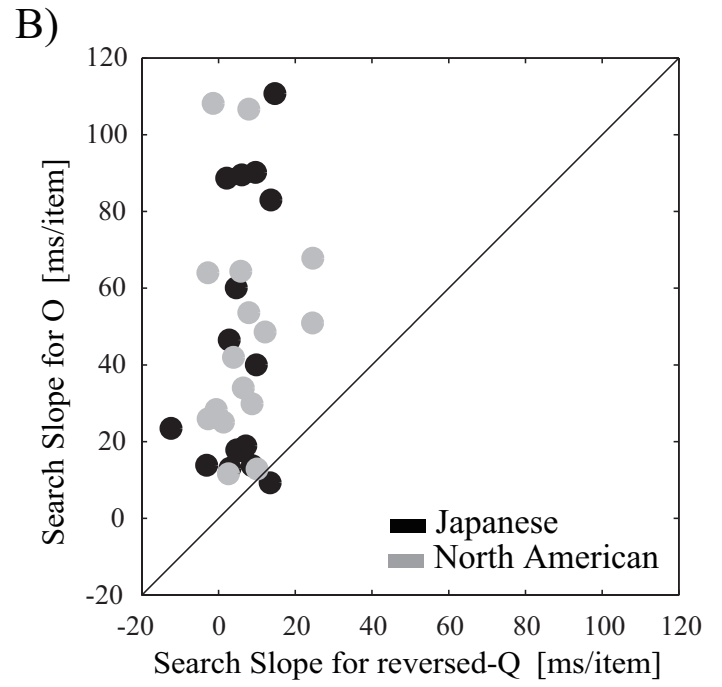 B)
Search Slope for O [ms/item]
120
100
80
60
40
20
0
-20
-20 0 20 40 60 80 100 120
Search Slope for reversed-Q [ms/item]
Japanese
North American